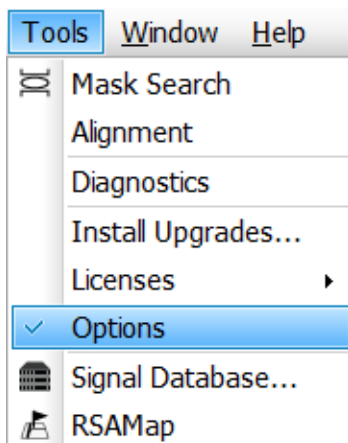 Tools Window Help
Mask Search
Alignment
Diagnostics
Install Upgrades...
Licenses
Options
Signal Database...
RSAMap